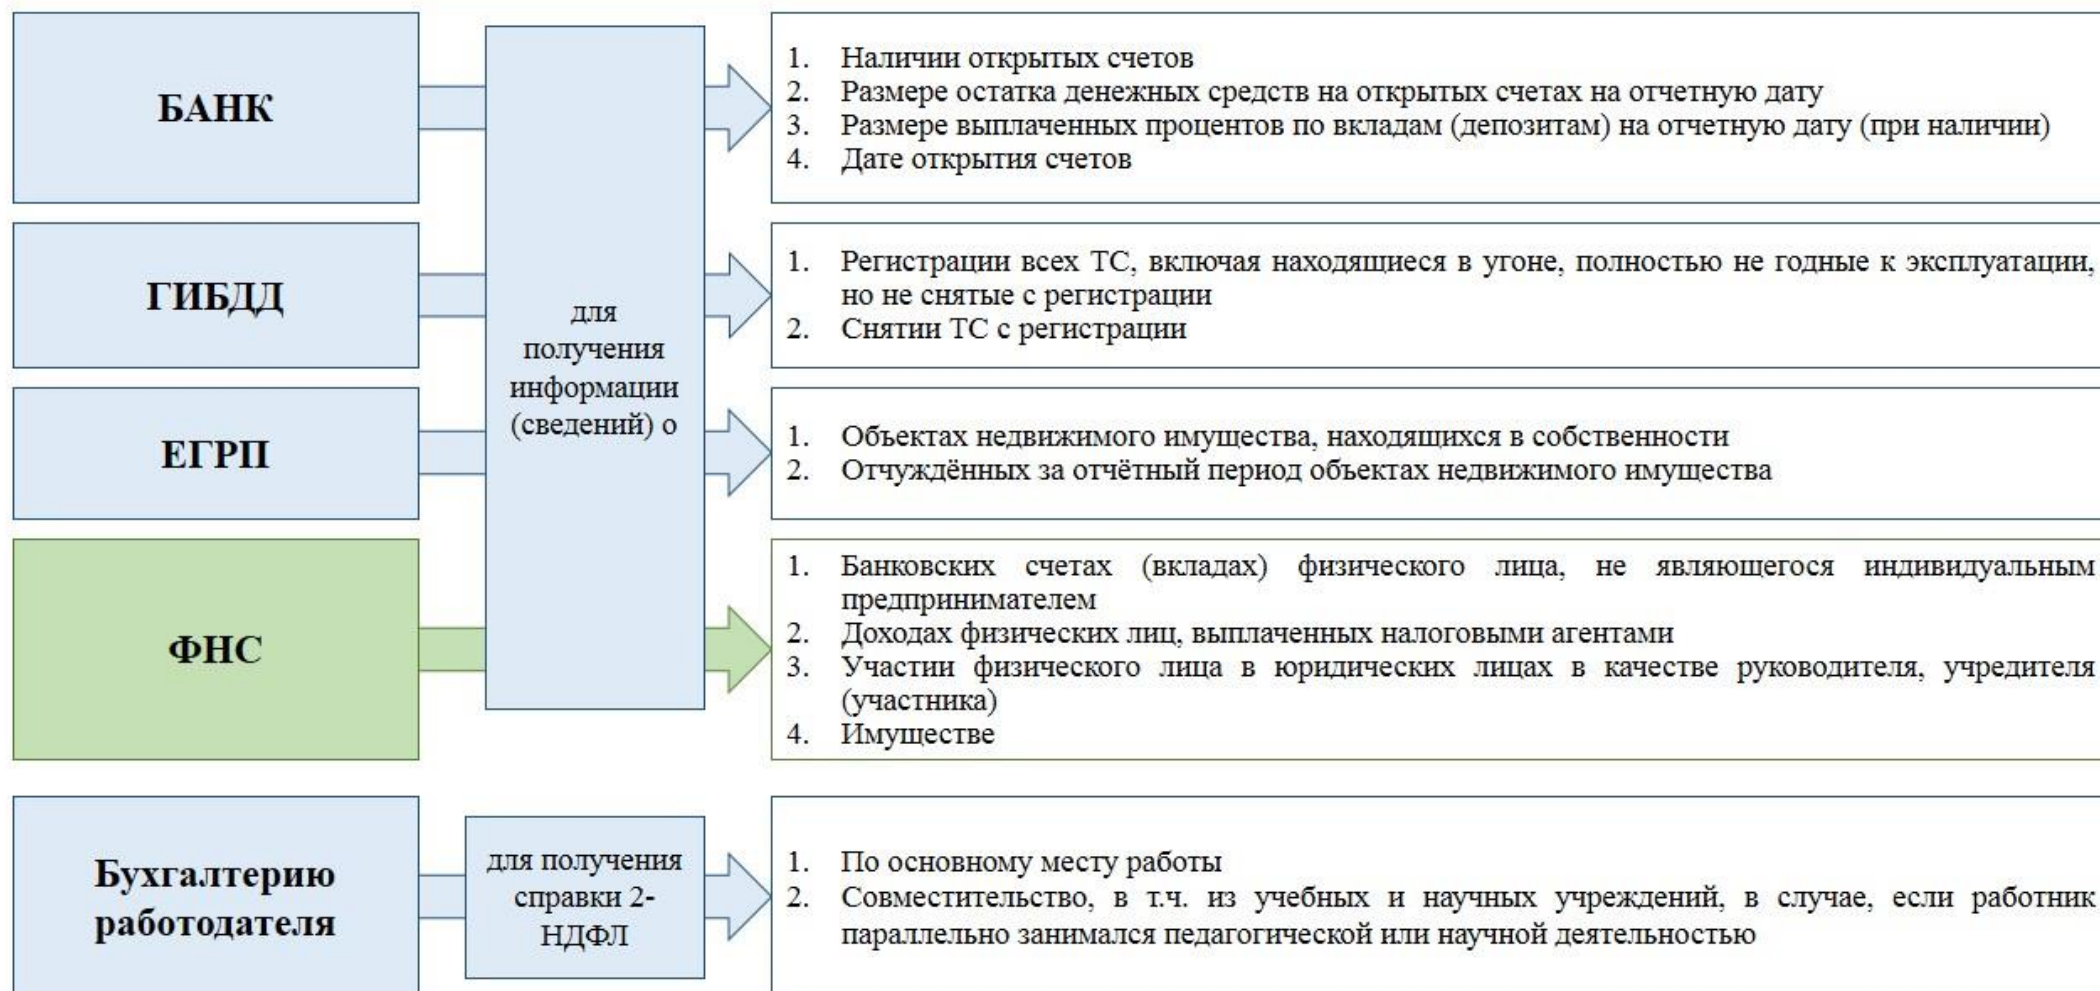 БАНК
для
получения
информации
(сведений) о
1. Наличии открытых счетов
2. Размере остатка денежных средств на открытых счетах на отчетную дату
3. Размере выплаченных процентов по вкладам (депозитам) на отчетную дату (при наличии)
4. Дате открытия счетов
ГИБДД
1. Регистрации всех ТС, включая находящиеся в угоне, полностью не годные к эксплуатации,
но не снятые с регистрации
2. Снятии ТС с регистрации
ЕГРП
1. Объектах недвижимого имущества, находящихся в собственности
2. Отчуждённых за отчётный период объектах недвижимого имущества
ФНС
1. Банковских счетах (вкладах) физического лица, не являющегося индивидуальным
предпринимателем
2. Доходах физических лиц, выплаченных налоговыми агентами
3. Участии физического лица в юридических лицах в качестве руководителя, учредителя
(участника)
4. Имуществе
Бухгалтерию
работодателя
для получения
справки 2-
НДФЛ
1. По основному месту работы
2. Совместительство, в т.ч. из учебных и научных учреждений, в случае, если работник
параллельно занимался педагогической или научной деятельностью